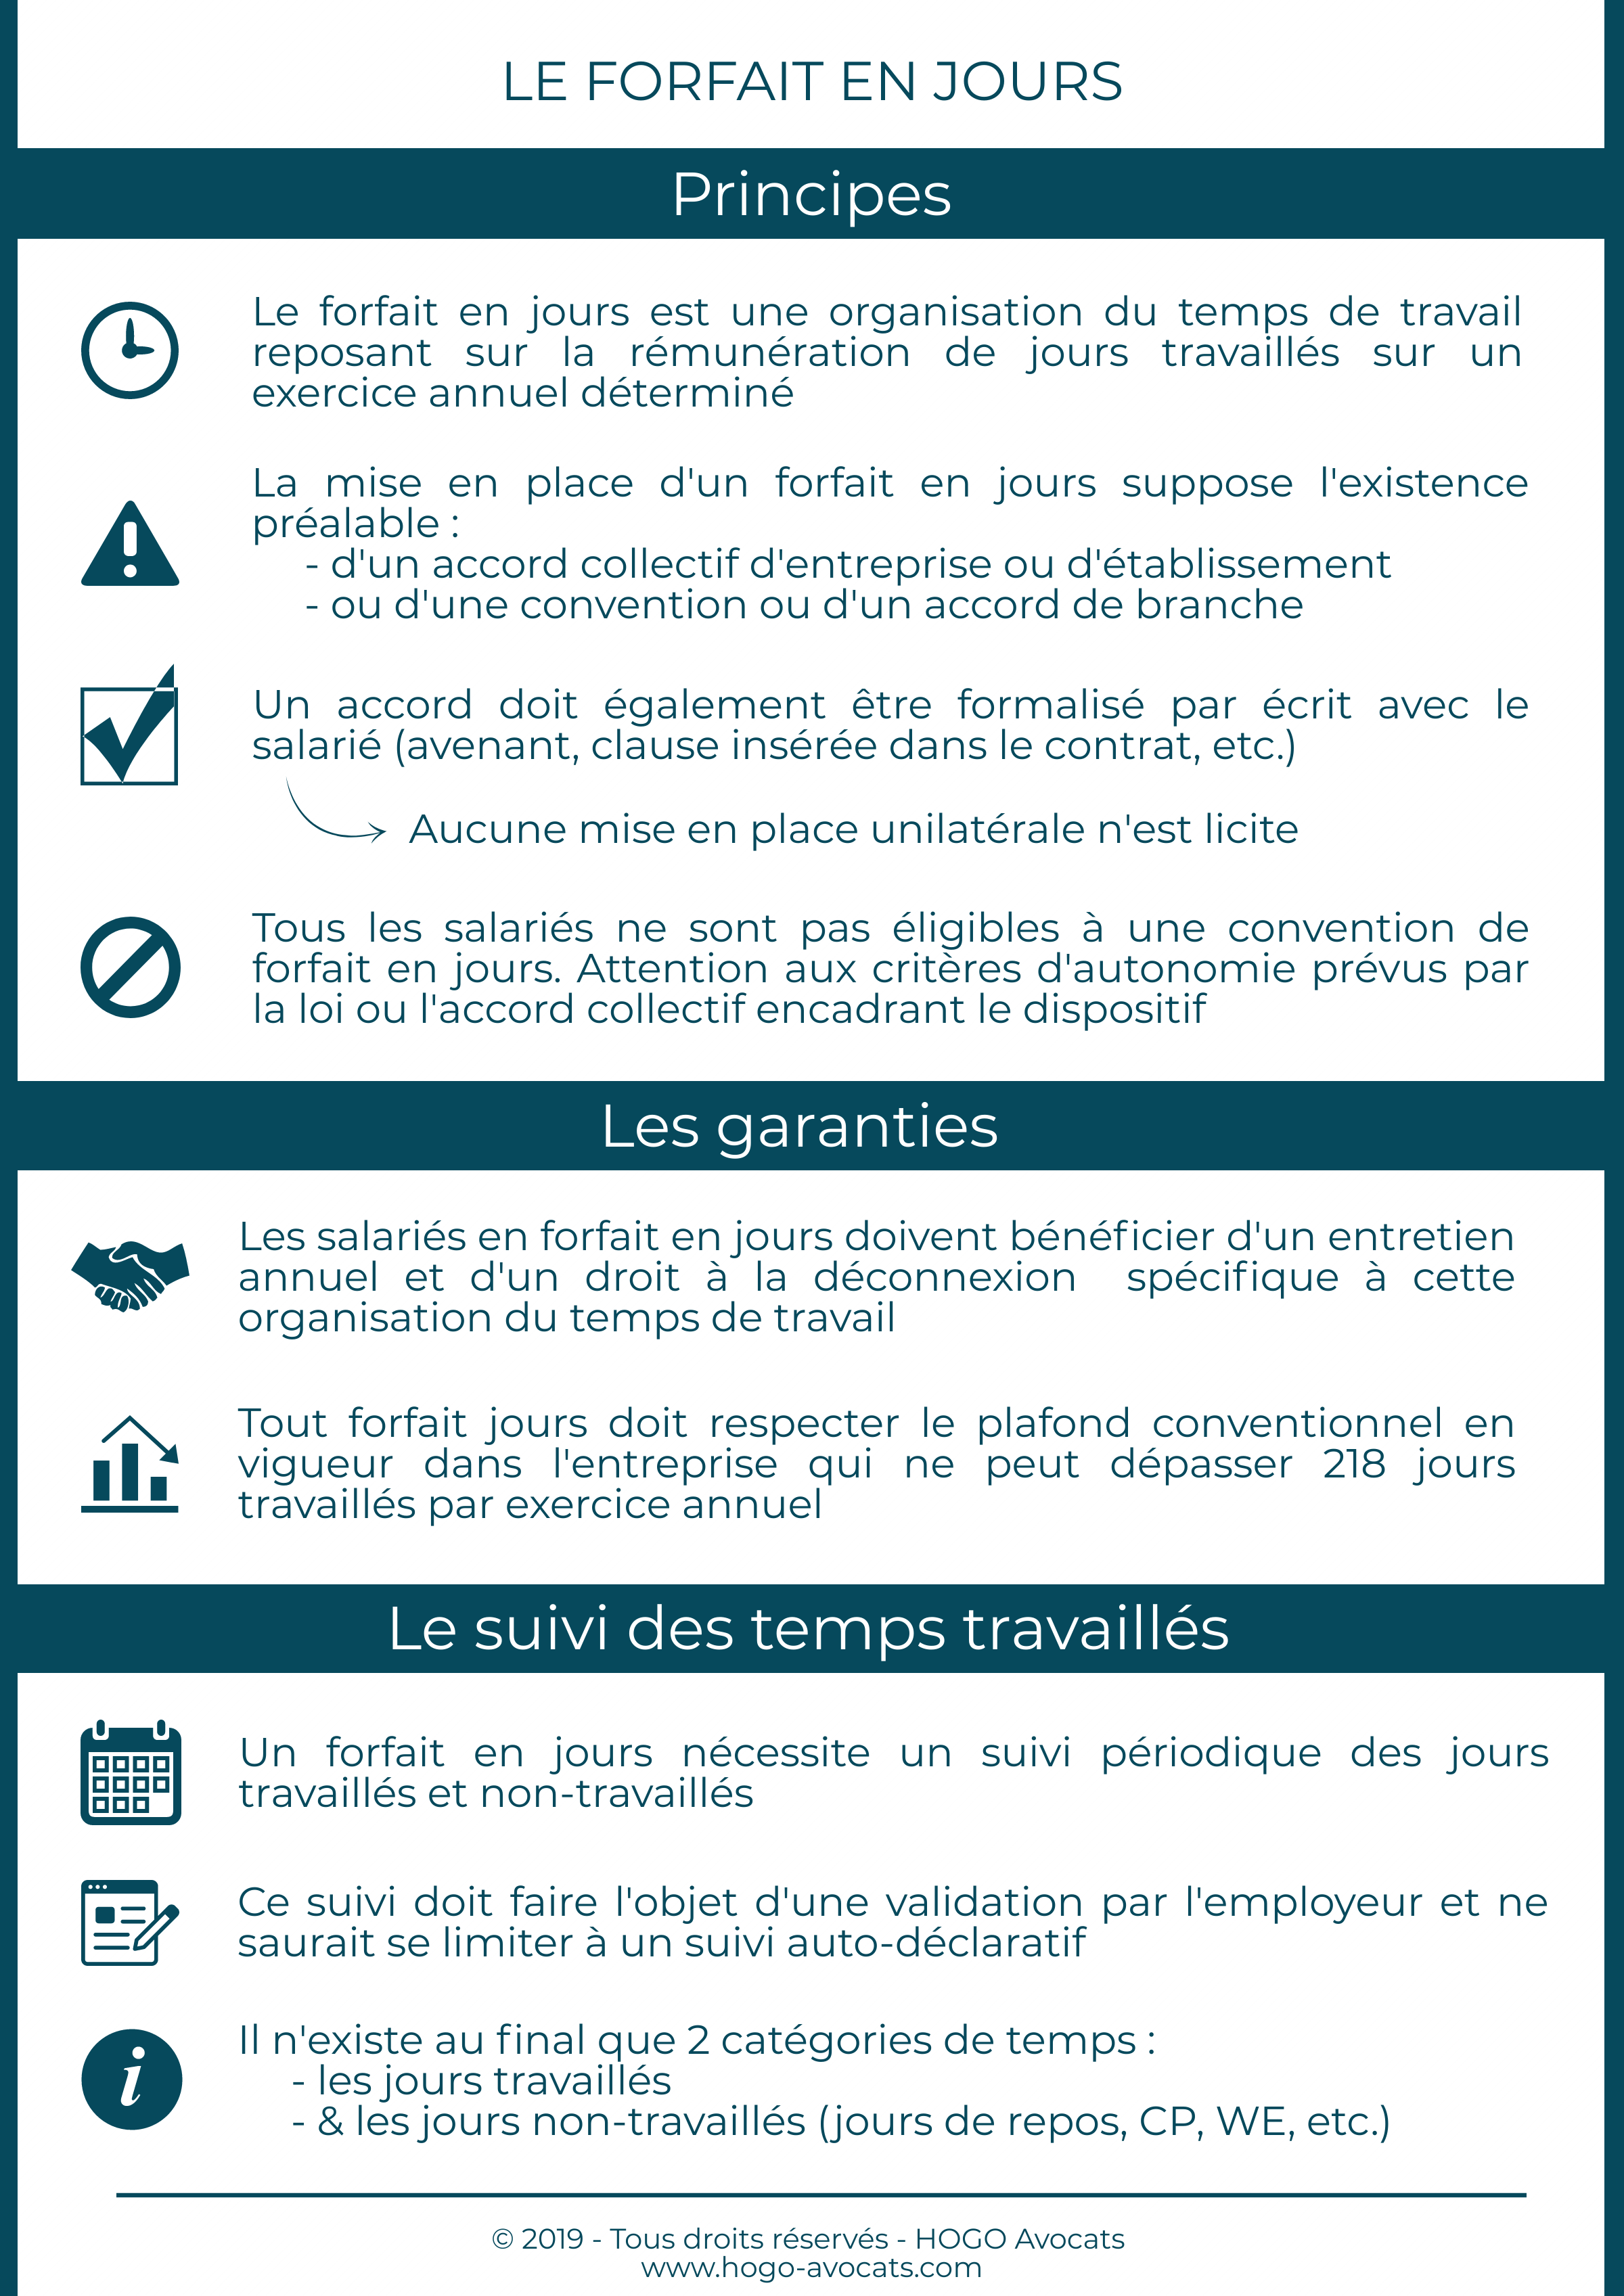 LE FORFAIT EN JOURS
Principes
Le forfait en jours est une organisation du temps de travail
reposant sur la rémunération de jours travaillés sur un
exercice annuel déterminé
La mise en place d'un forfait en jours suppose l'existence
préalable :
- d'un accord collectif d'entreprise ou d'établissement
- ou d'une convention ou d'un accord de branche
Un accord doit également être formalisé par écrit avec le
salarié (avenant, clause insérée dans le contrat, etc.)
Aucune mise en place unilatérale n'est licite
Tous les salariés ne sont pas éligibles à une convention de
forfait en jours. Attention aux critères d'autonomie prévus par
la loi ou l'accord collectif encadrant le dispositif
Les garanties
Les salariés en forfait en jours doivent bénéficier d'un entretien
annuel et d'un droit à la déconnexion spécifique à cette
organisation du temps de travail
Tout forfait jours doit respecter le plafond conventionnel en
vigueur dans l'entreprise qui ne peut dépasser 218 jours
travaillés par exercice annuel
Le suivi des temps travaillés
Un forfait en jours nécessite un suivi périodique des jours
travaillés et non-travaillés
Ce suivi doit faire l'objet d'une validation par l'employeur et ne
saurait se limiter à un suivi auto-déclaratif
Il n'existe au final que 2 catégories de temps :
- les jours travaillés
- & les jours non-travaillés (jours de repos, CP, WE, etc.)
© 2019 - Tous droits réservés - HOGO Avocats
www.hogo-avocats.com